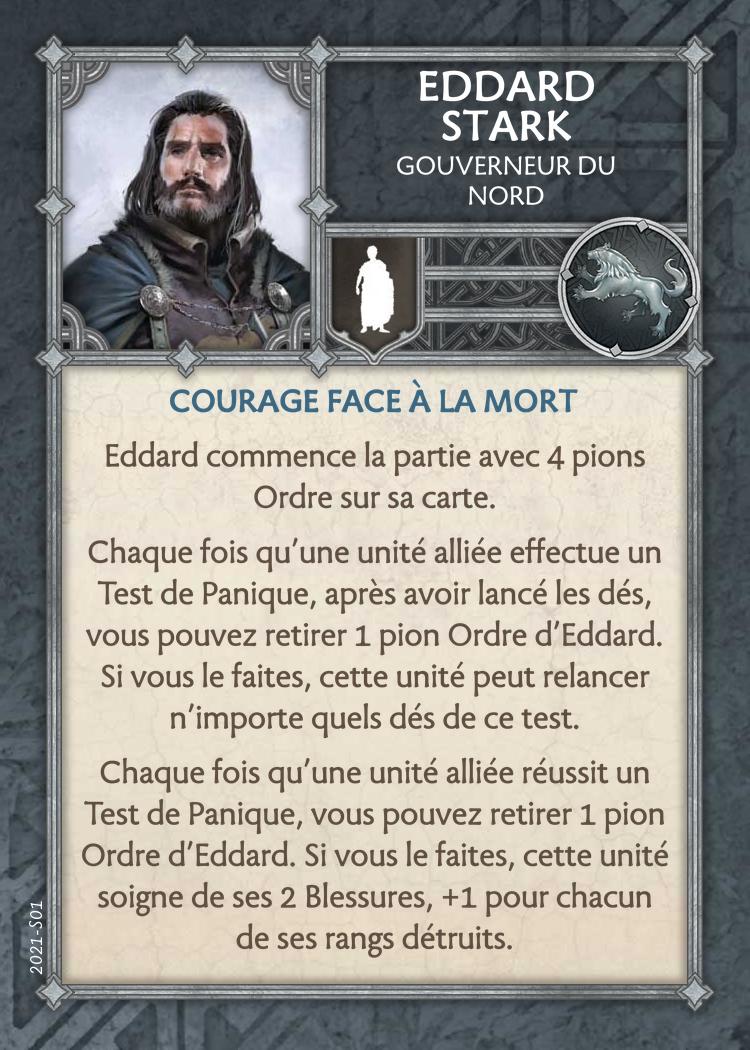 EDDARD
STARK
GOUVERNEUR DU
NORD
COURAGE FACE À LA MORT
Eddard commence la partie avec 4 pions
Ordre sur sa carte.
Chaque fois qu’une unité alliée effectue un
Test de Panique, après avoir lancé les dés,
vous pouvez retirer 1 pion Ordre d’Eddard.
Si vous le faites, cette unité peut relancer
n’importe quels dés de ce test.
Chaque fois qu’une unité alliée réussit un
Test de Panique, vous pouvez retirer 1 pion
Ordre d’Eddard. Si vous le faites, cette unité
soigne de ses 2 Blessures, +1 pour chacun
de ses rangs détruits.
2021-S01